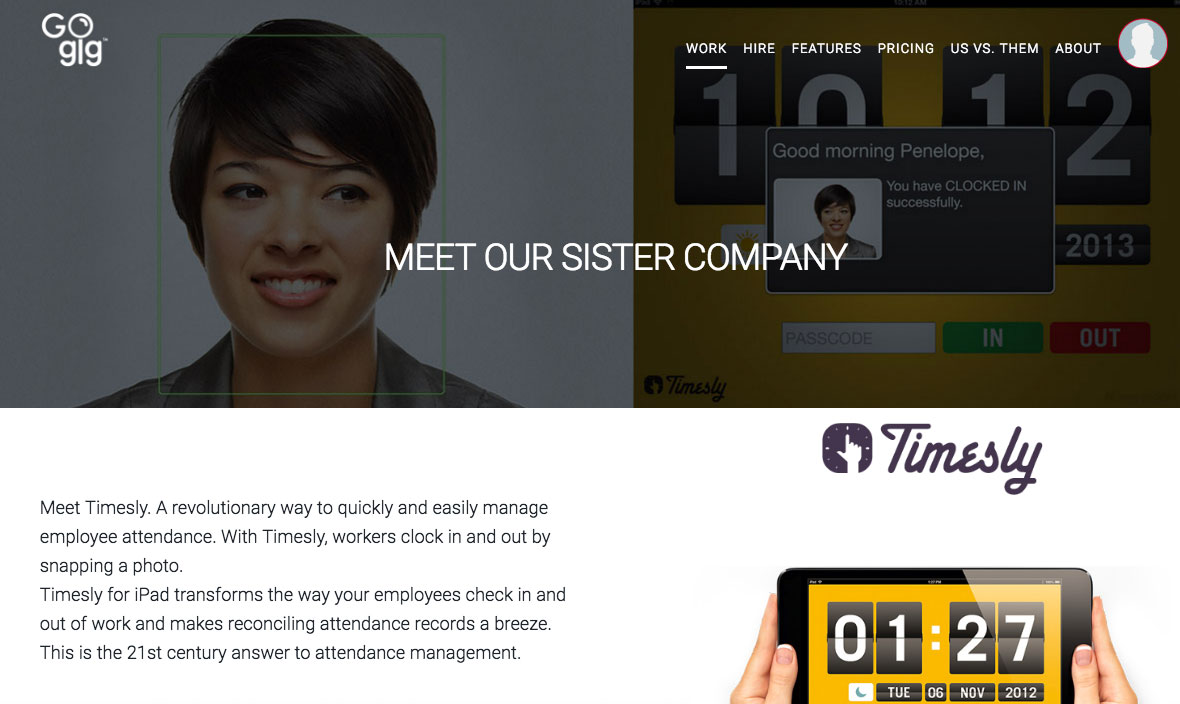 GO
gig
WORK HIRE FEATURES PRICING US VS. THEM ABOUT
10 12
Good morning Penelope,
You have CLOCKED IN
successfully.
2013
MEET OUR SISTER COMPANY
PASSCODE IN OUT
Timesly
Timesly
Meet Timesly. A revolutionary way to quickly and easily manage
employee attendance. With Timesly, workers clock in and out by
snapping a photo.
Timesly for iPad transforms the way your employees check in and
out of work and makes reconciling attendance records a breeze.
This is the 21st century answer to attendance management.
01:27
TUE 06 NOV 2012